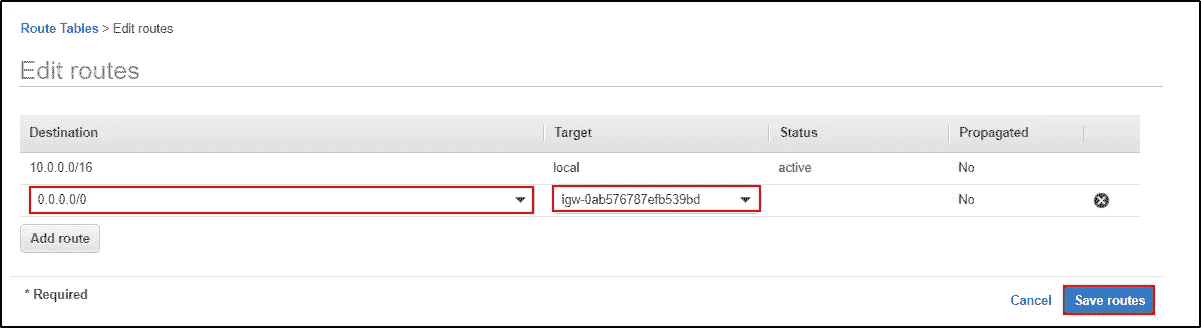 Route Tables > Edit routes
Edit routes
Destination Target Status Propagated
10.0.0.0/16 local active No
0.0.0.0/0 igw-0ab576787efb539bd No
Add route
* Required
Cancel Save routes